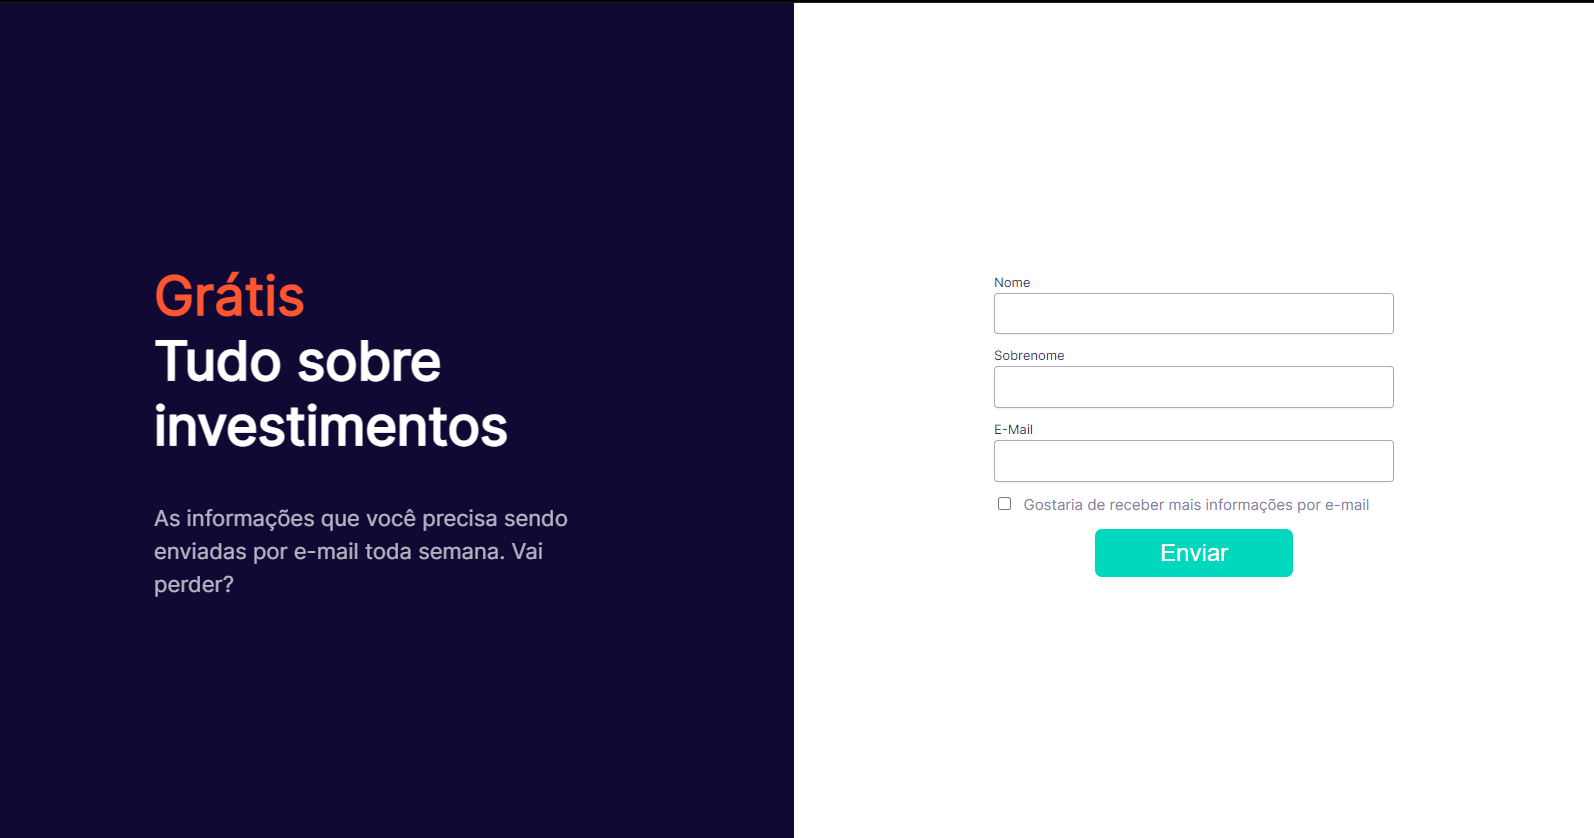 Grátis
Tudo sobre
investimentos
As informações que você precisa sendo
enviadas por e-mail toda semana. Vai
perder?
Nome
Sobrenome
E-Mail
Gostaria de receber mais informações por e-mail
Enviar